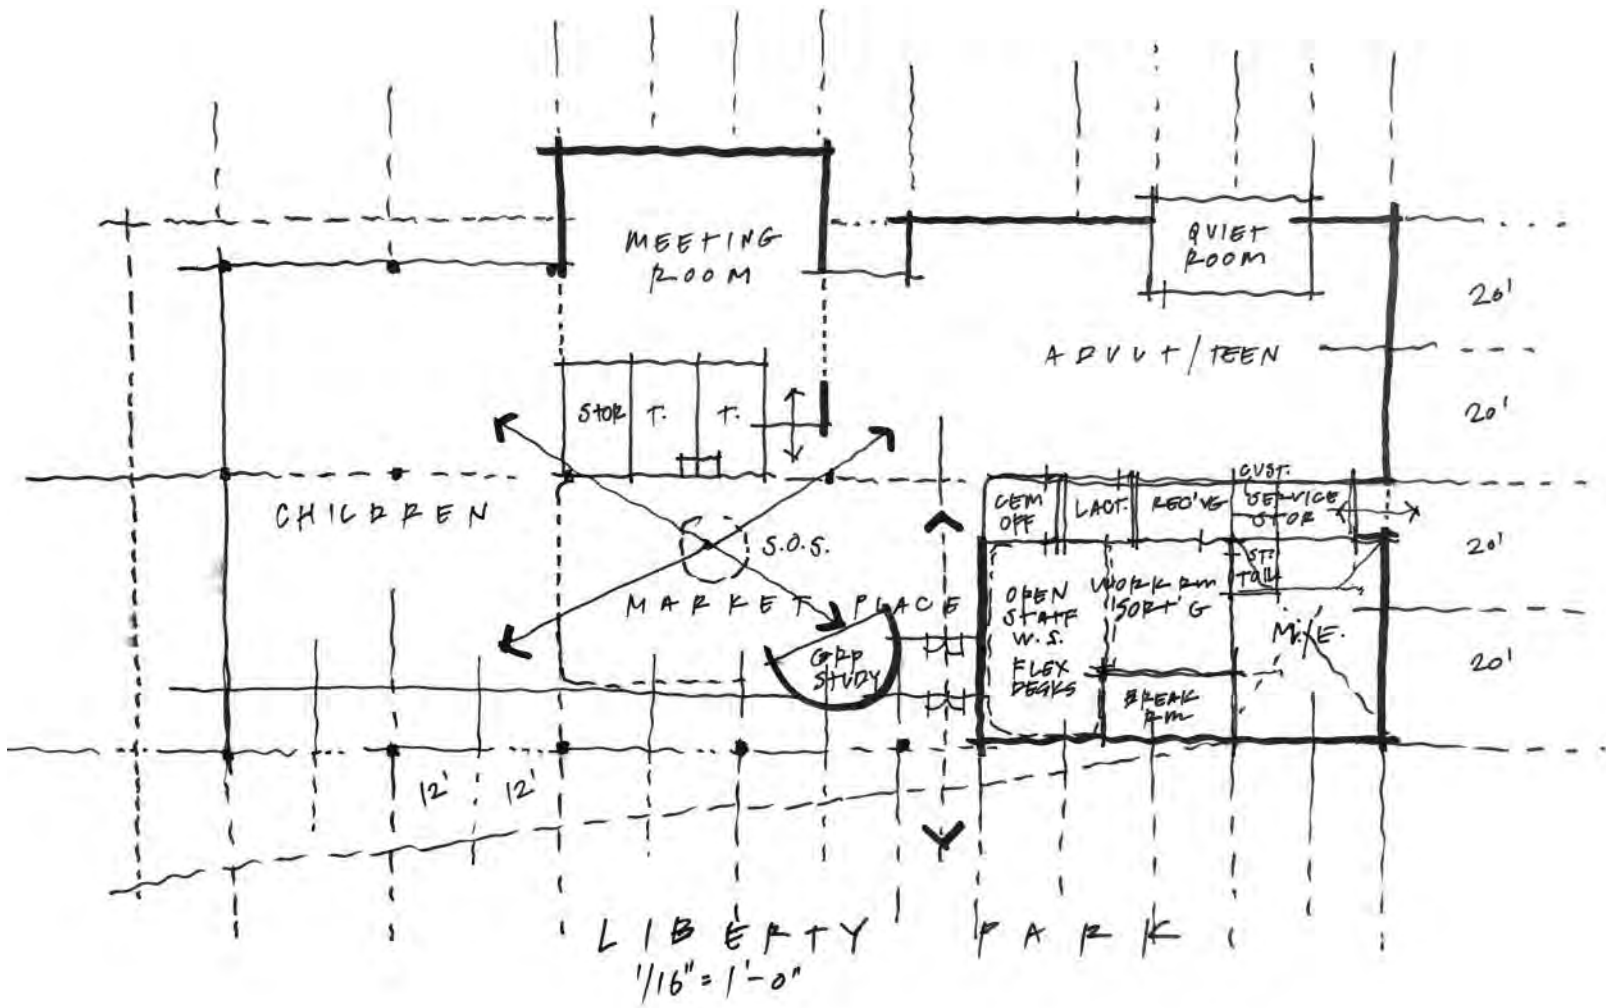 MEETING
ROOM
QUIET
ROOM
20'
ADULT/TEEN
20'
STOR
T.
T.
CHILDREN
S.O.S.
MARKET PLACE
GRP
STUDY
LACT.
REC'VG
CUST.
SERVICE
STOR
20'
OFF
OPEN
STAFF
W.S.
FLEX
DESKS
WORK RM
SORT'G
ST.
TOIL
M./E.
20'
BREAK
RM
12'
12'
LIBERTY PARK
1/16" = 1'-0"